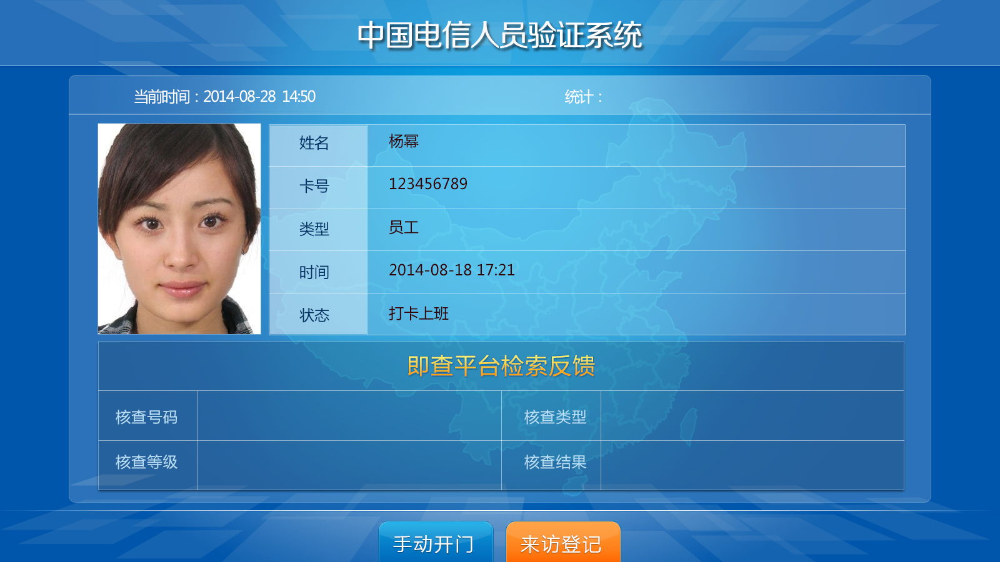 中国电信人员验证系统
当前时间：2014-08-28 14:50 统计：
姓名 杨幂
卡号 123456789
类型 员工
时间 2014-08-18 17:21
状态 打卡上班
即查平台检索反馈
核查号码 核查类型
核查等级 核查结果
手动开门 来访登记